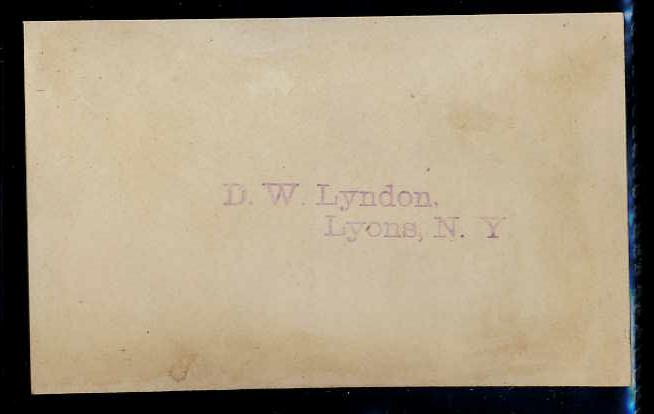 D. W. Lyndon,
Lyons, N. Y